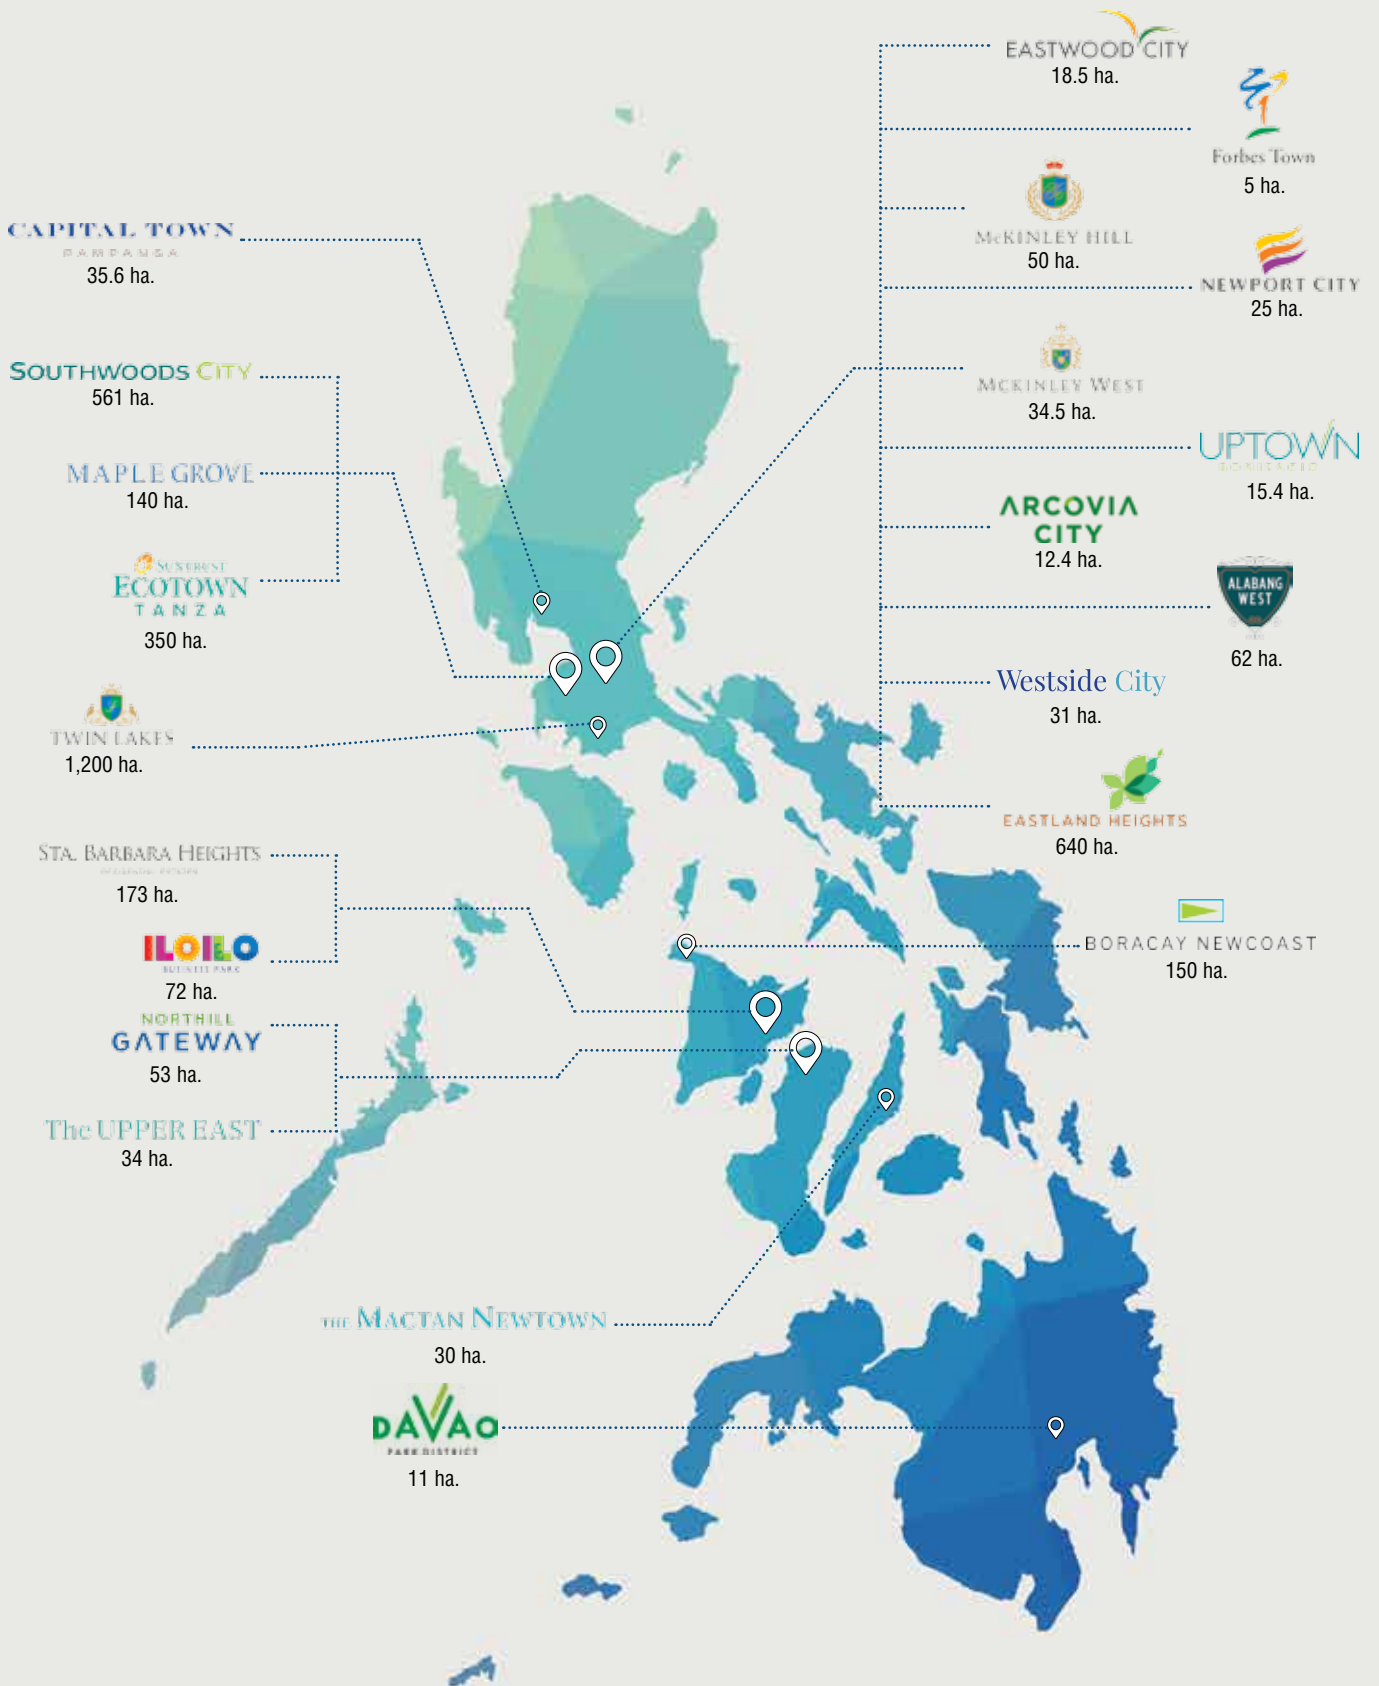 EASTWOOD CITY
18.5 ha.
Forbes Town
5 ha.
McKINLEY HILL
50 ha.
NEWPORT CITY
25 ha.
MCKINLEY WEST
34.5 ha.
UPTOWN
BONIFACIO
15.4 ha.
ARCOVIA
CITY
12.4 ha.
ALABANG
WEST
62 ha.
Westside City
31 ha.
EASTLAND HEIGHTS
640 ha.
BORACAY NEWCOAST
150 ha.
CAPITAL TOWN
PAMPANGA
35.6 ha.
SOUTHWOODS CITY
561 ha.
MAPLE GROVE
140 ha.
SUNTRUST
ECOTOWN
TANZA
350 ha.
TWIN LAKES
1,200 ha.
STA. BARBARA HEIGHTS
173 ha.
ILOILO
BUSINESS PARK
72 ha.
NORTHILL
GATEWAY
53 ha.
The UPPER EAST
34 ha.
THE MACTAN NEWTOWN
30 ha.
DAVAO
PARK DISTRICT
11 ha.